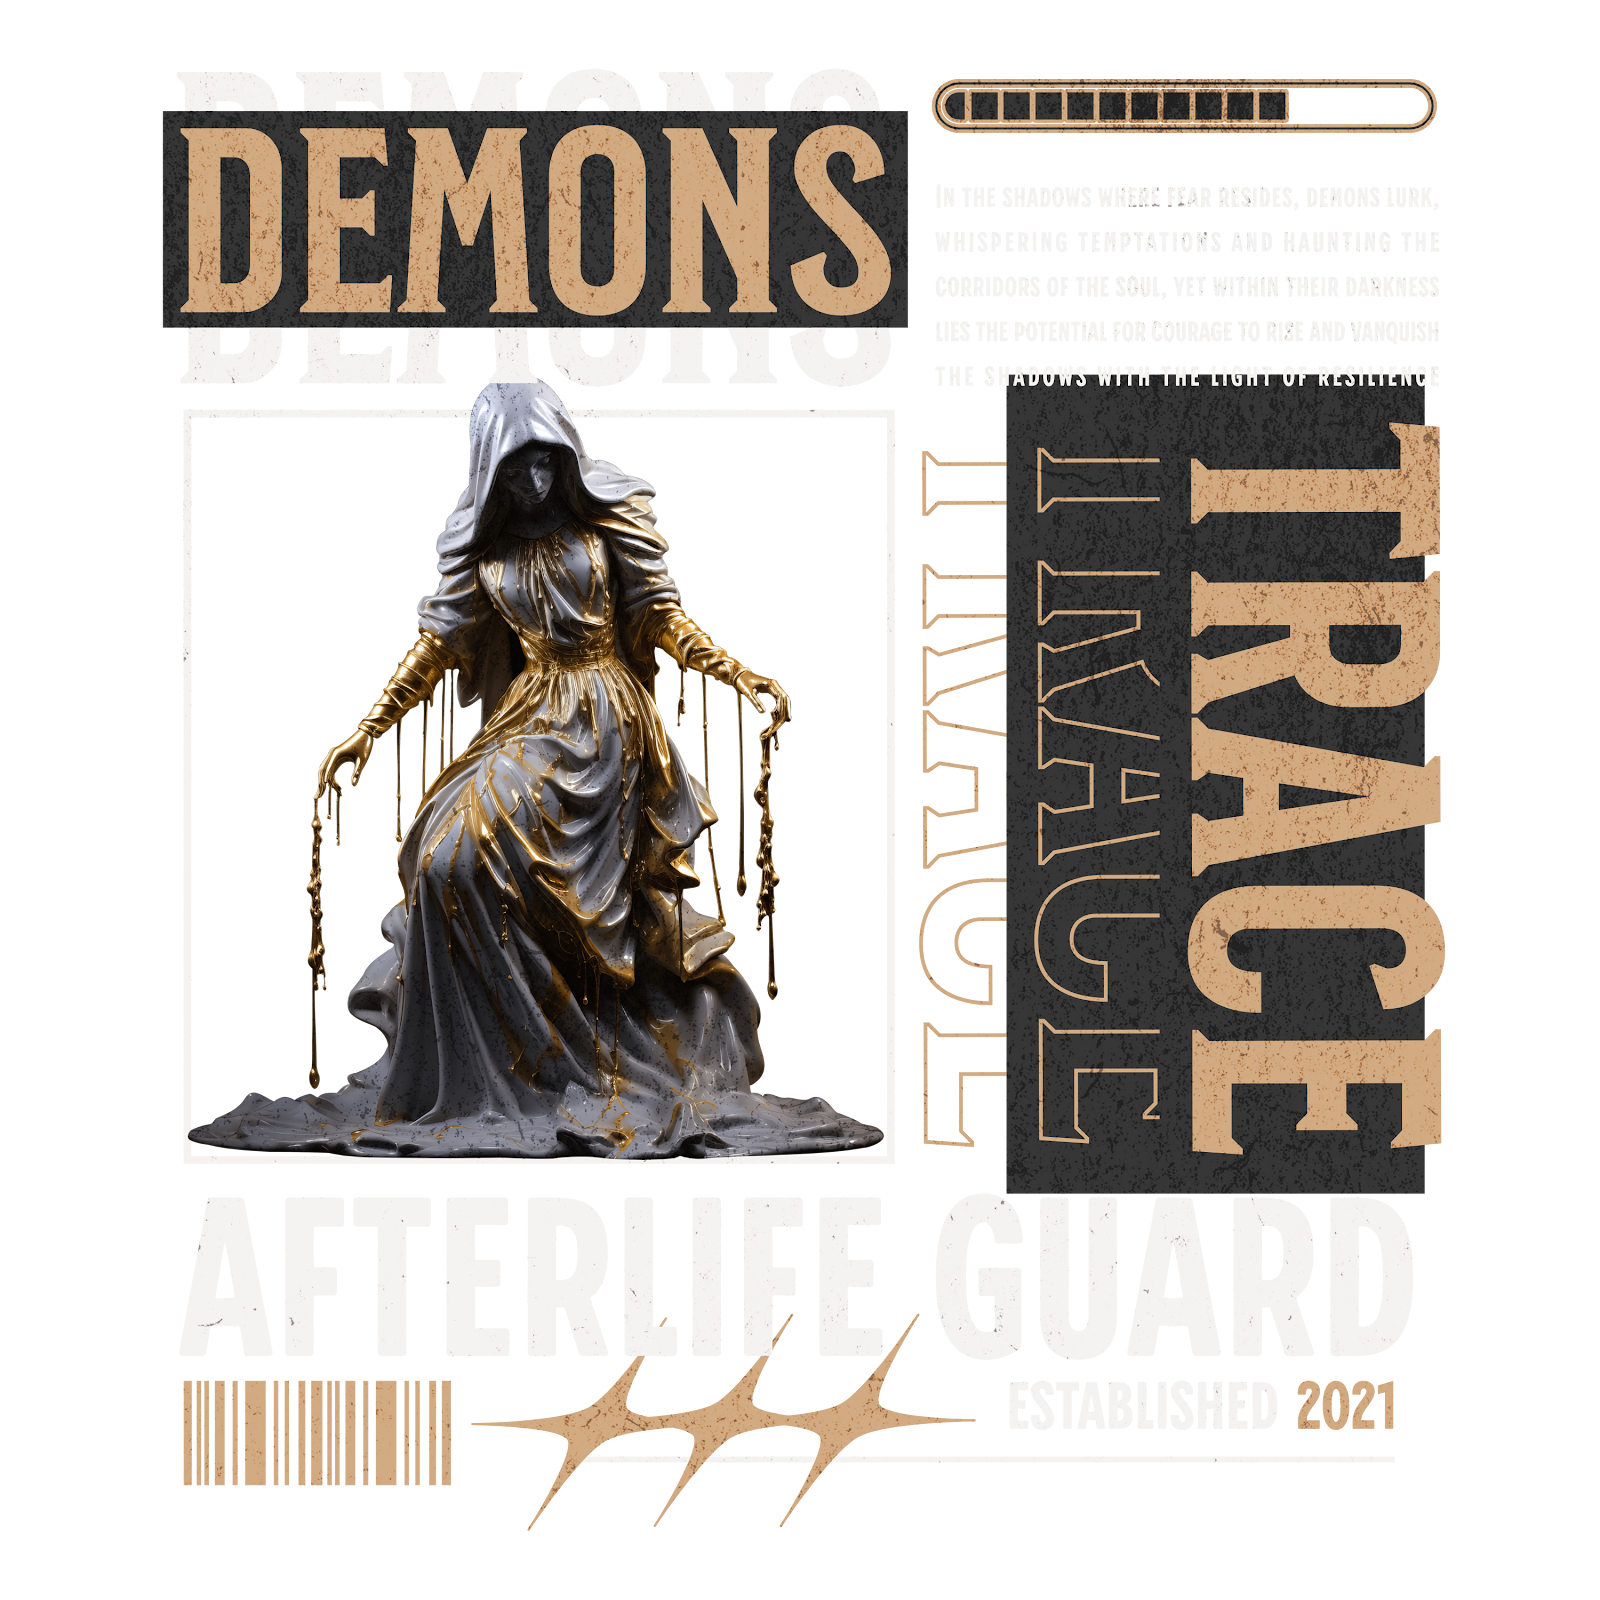 DEMONS
DEMONS
DEMONS
In the shadows where fear resides, demons lurk,
whispering temptations and haunting the
corridors of the soul, yet within their darkness
lies the potential for courage to rise and vanquish
the shadows with the light of resilience
TRACE
TRACE
TRACE
AFTERLIFE GUARD
ESTABLISHED 2021